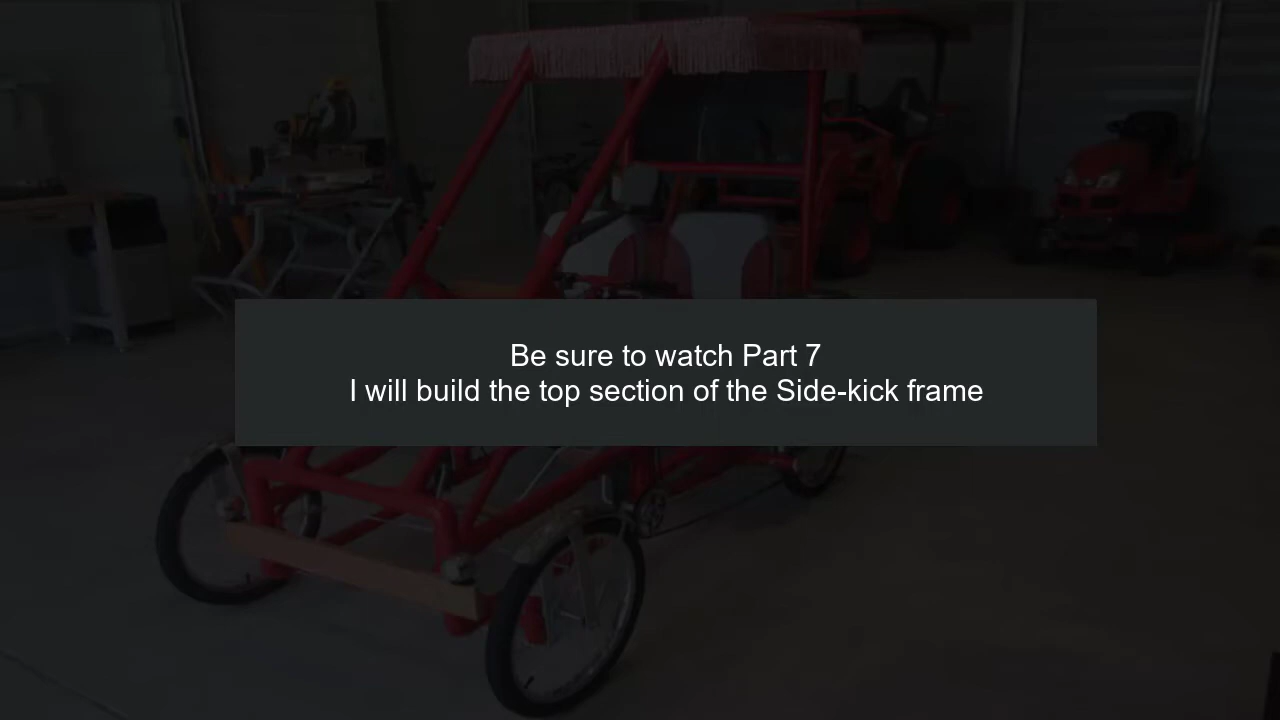 Be sure to watch Part 7
I will build the top section of the Side-kick frame